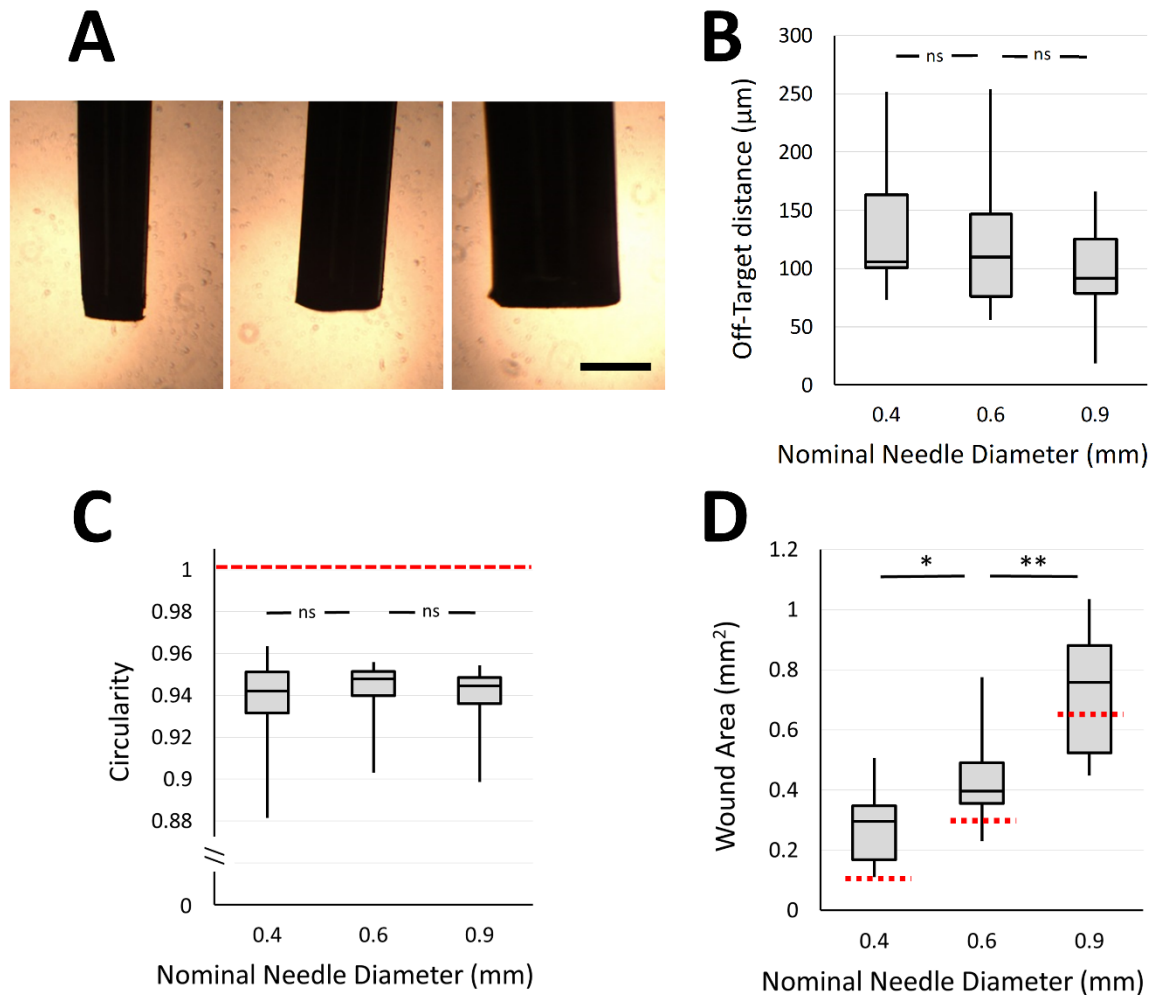 A
B
300
250
200
150
100
50
0
Off-Target distance (µm)
ns
ns
0.4
0.6
0.9
Nominal Needle Diameter (mm)
C
1
0.98
0.96
0.94
0.92
0.9
0.88
0
Circularity
ns
ns
0.4
0.6
0.9
Nominal Needle Diameter (mm)
D
1.2
1
0.8
0.6
0.4
0.2
0
Wound Area (mm²)
*
**
0.4
0.6
0.9
Nominal Needle Diameter (mm)